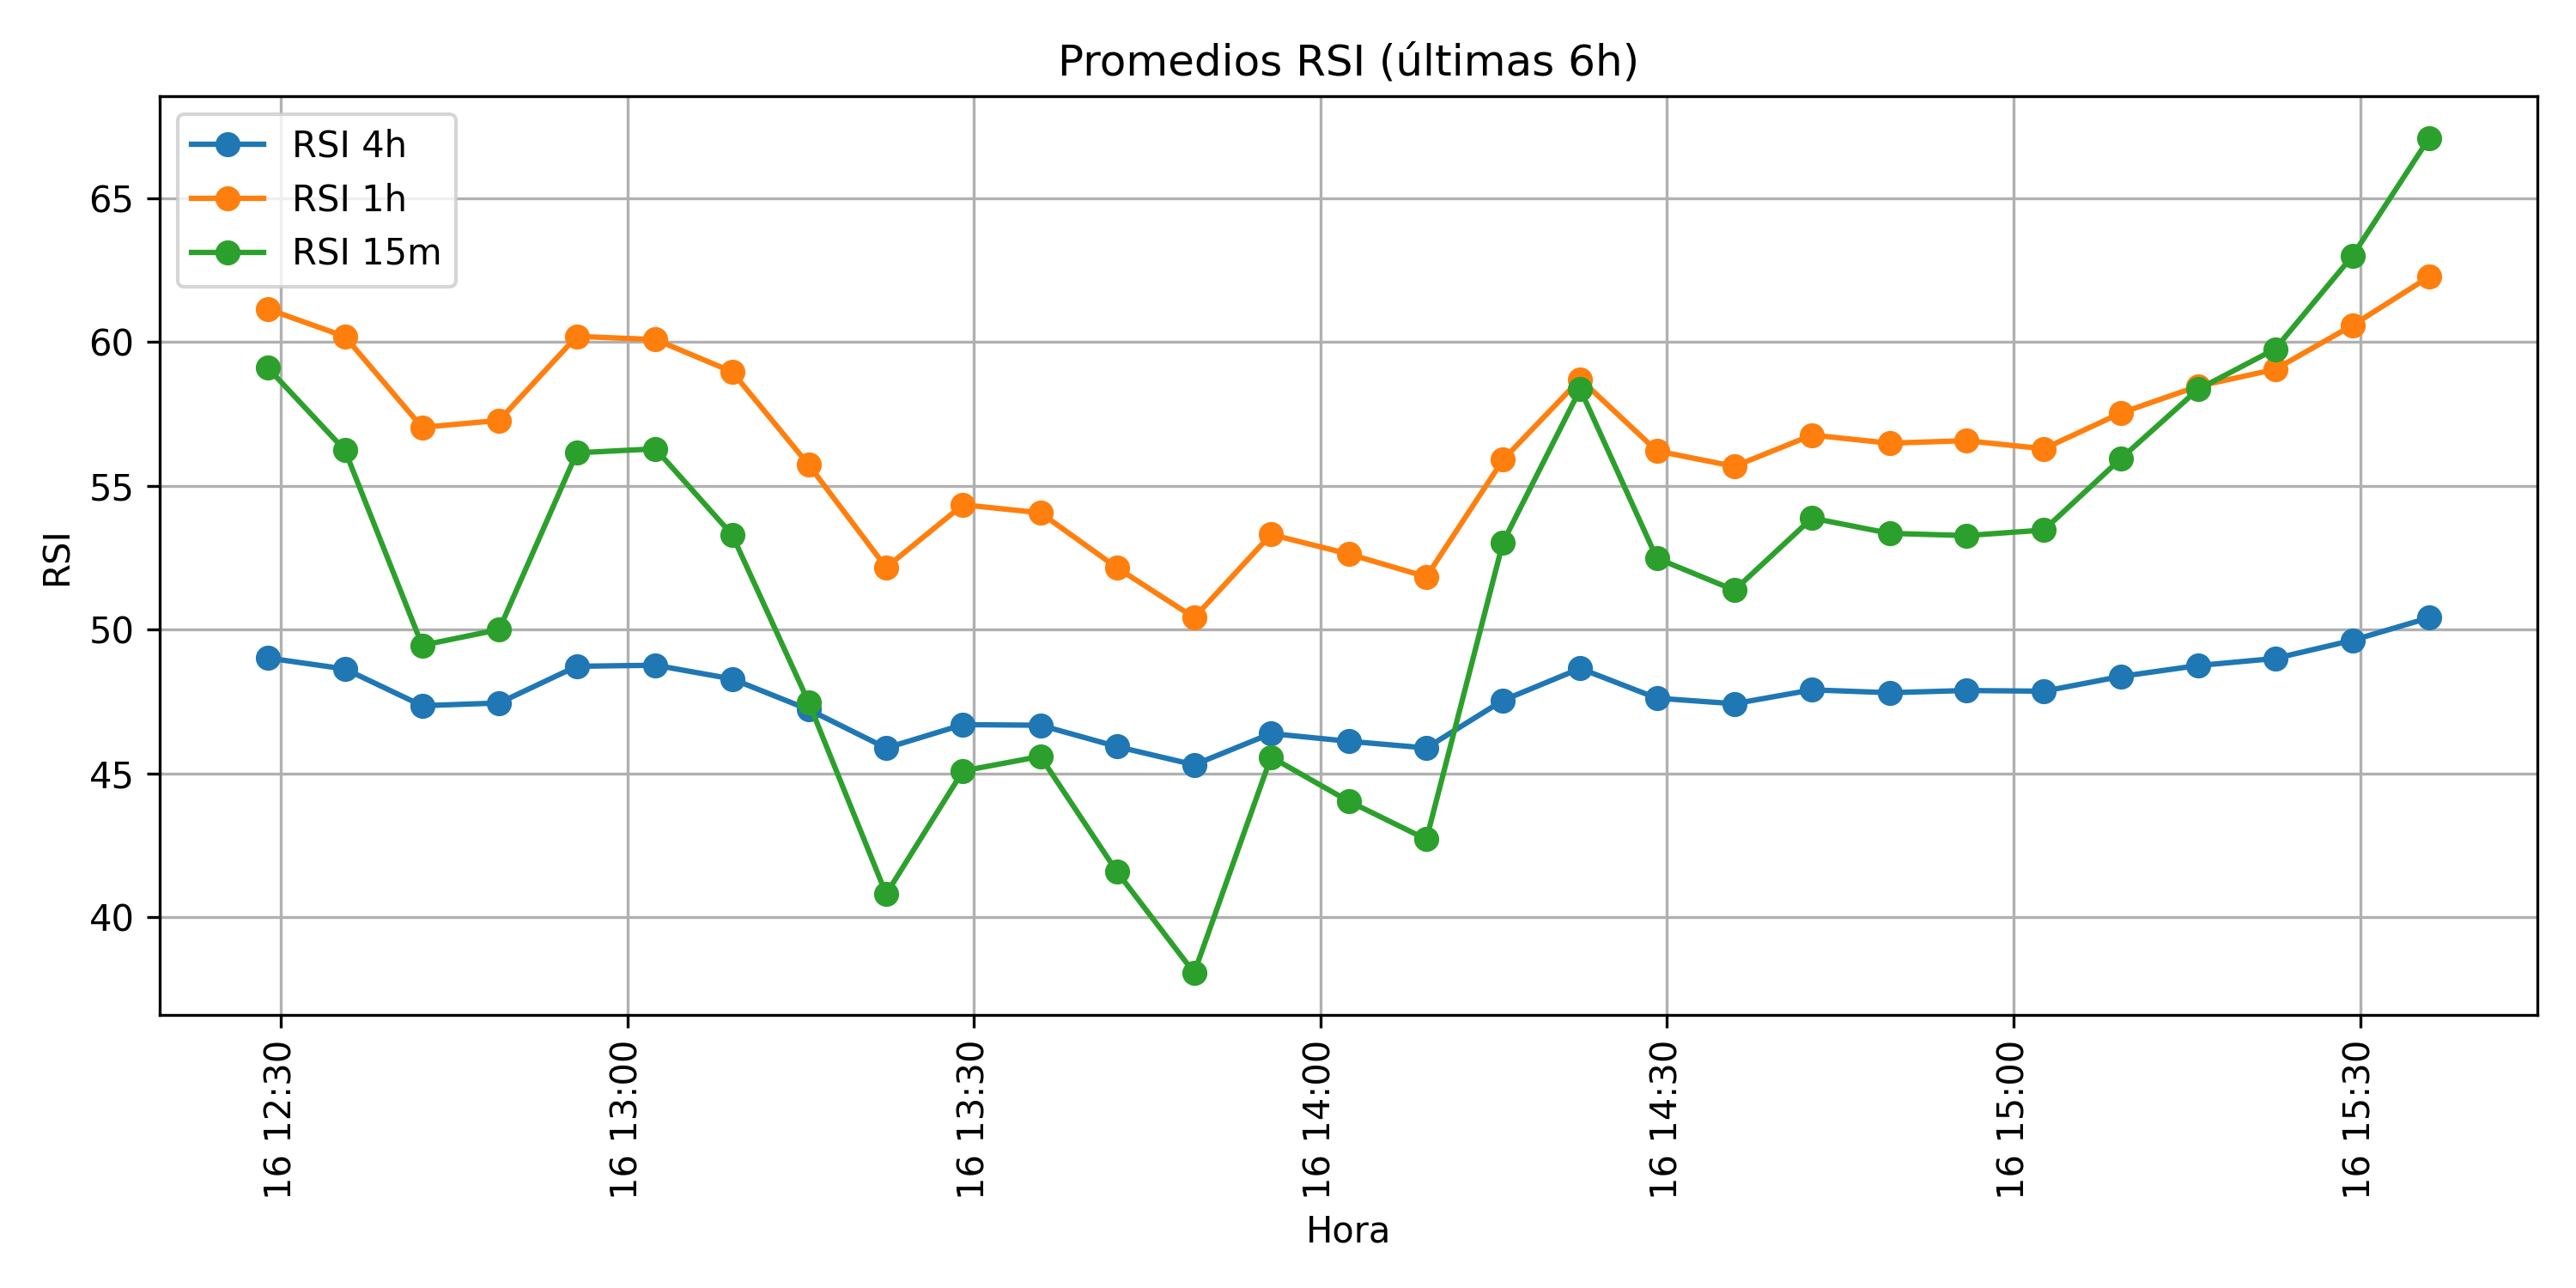 Promedios RSI (últimas 6h)
RSI 4h
RSI 1h
RSI 15m
65
60
55
50
45
40
RSI
16 12:30
16 13:00
16 13:30
16 14:00
16 14:30
16 15:00
16 15:30
Hora